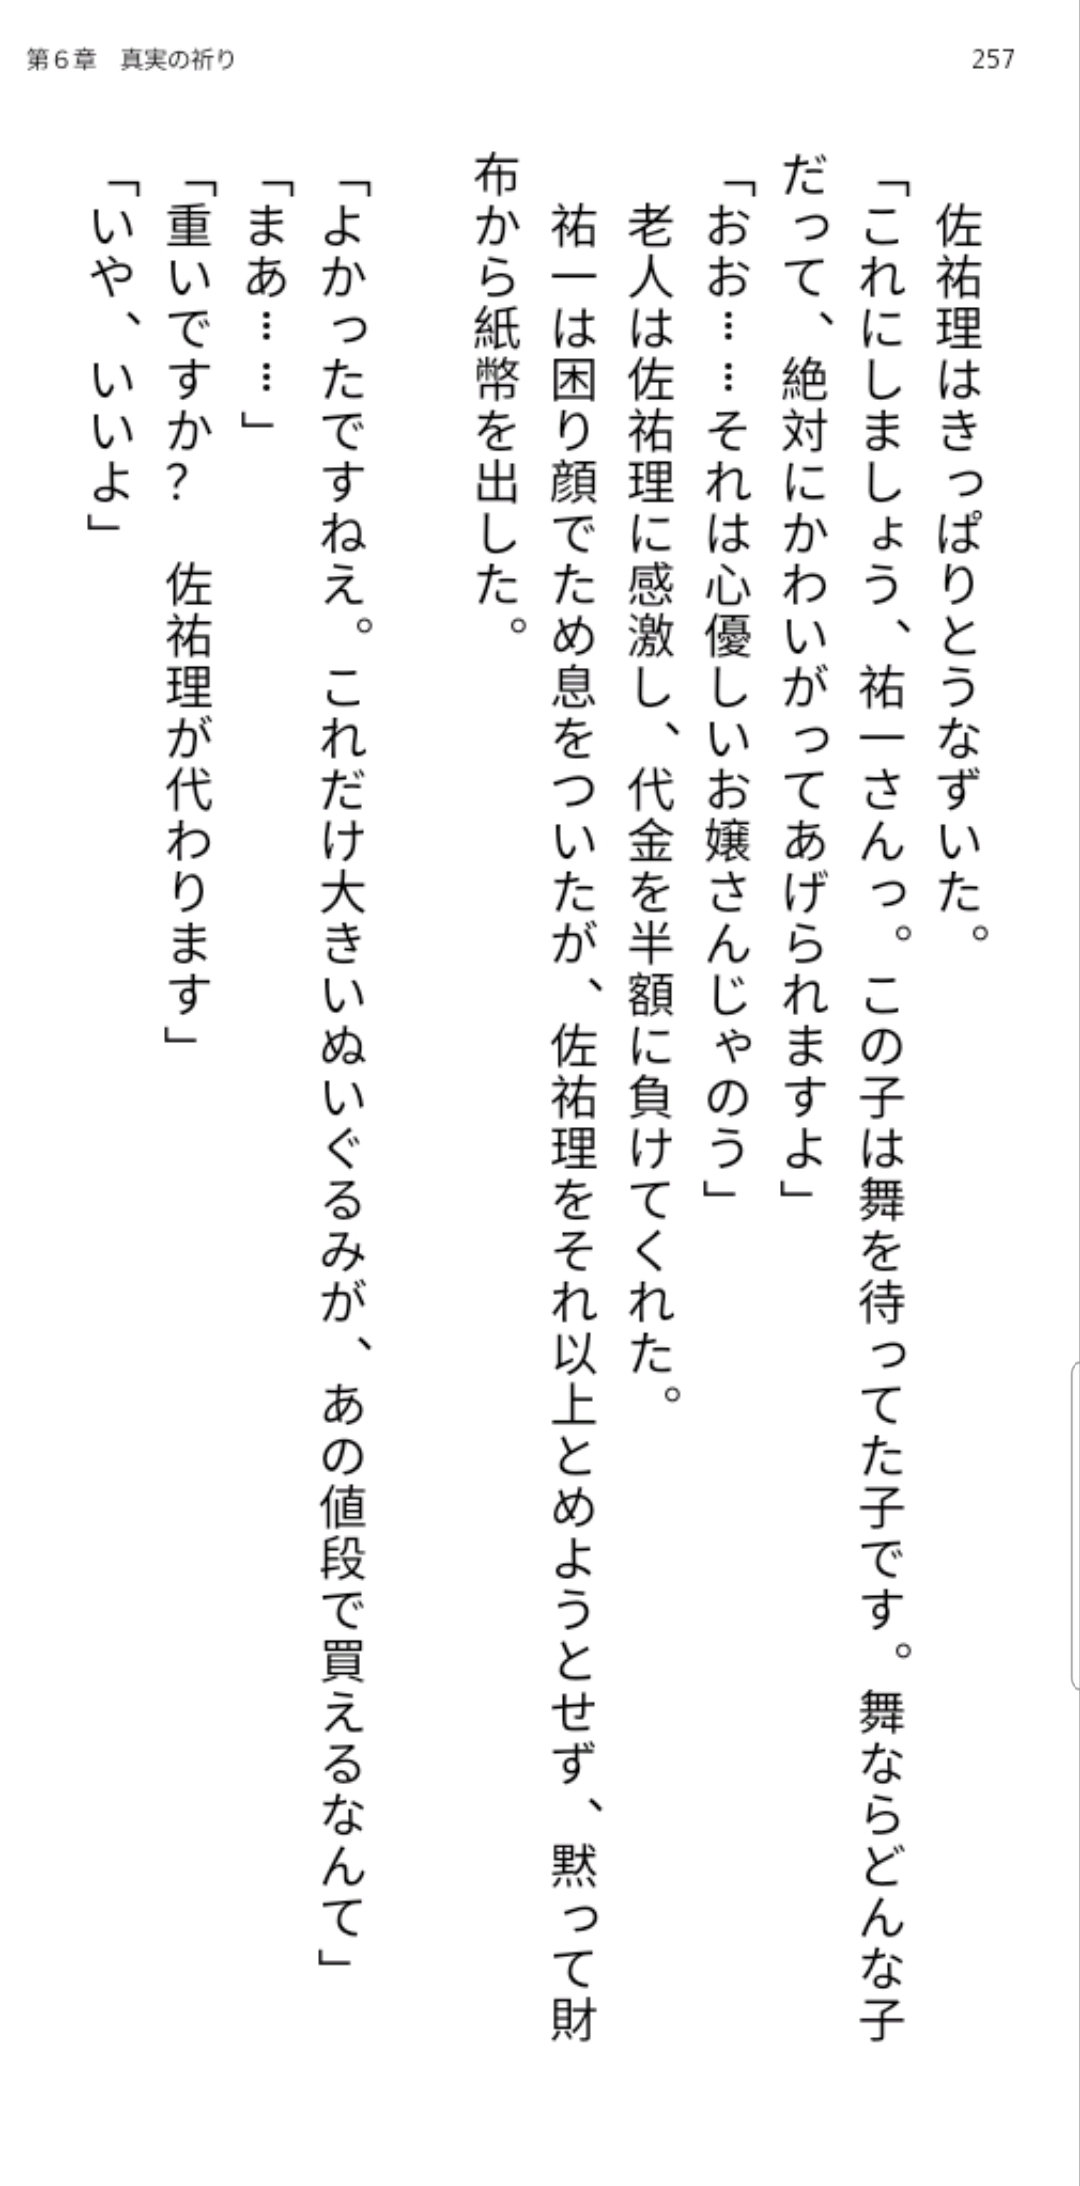 第６章　真実の祈り
257
　佐祐理はきっぱりとうなずいた。
「これにしましょう、祐一さんっ。この子は舞を待ってた子です。舞ならどんな子
だって、絶対にかわいがってあげられますよ」
「おお……それは心優しいお嬢さんじゃのう」
　老人は佐祐理に感激し、代金を半額に負けてくれた。
　祐一は困り顔でため息をついたが、佐祐理をそれ以上とめようとせず、黙って財
布から紙幣を出した。
「よかったですねえ。これだけ大きいぬいぐるみが、あの値段で買えるなんて」
「まあ……」
「重いですか？　佐祐理が代わります」
「いや、いいよ」